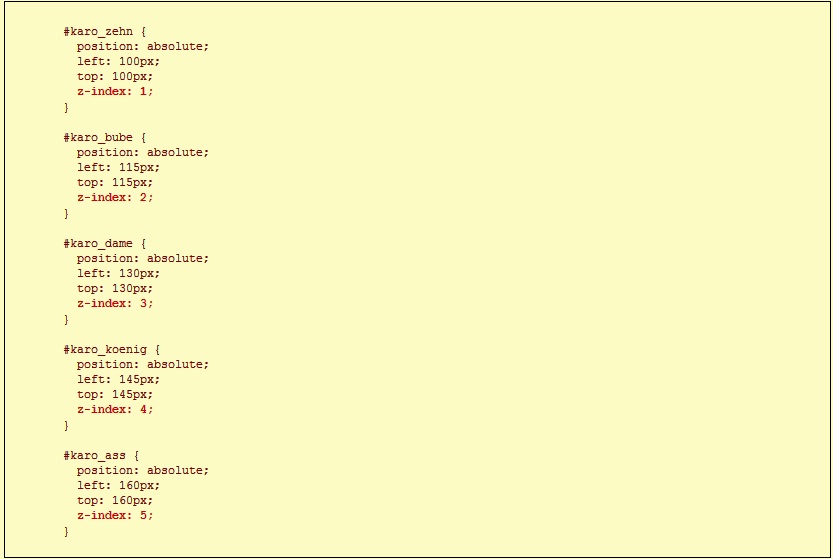 #karo_zehn {
  position: absolute;
  left: 100px;
  top: 100px;
  z-index: 1;
}

#karo_bube {
  position: absolute;
  left: 115px;
  top: 115px;
  z-index: 2;
}

#karo_dame {
  position: absolute;
  left: 130px;
  top: 130px;
  z-index: 3;
}

#karo_koenig {
  position: absolute;
  left: 145px;
  top: 145px;
  z-index: 4;
}

#karo_ass {
  position: absolute;
  left: 160px;
  top: 160px;
  z-index: 5;
}